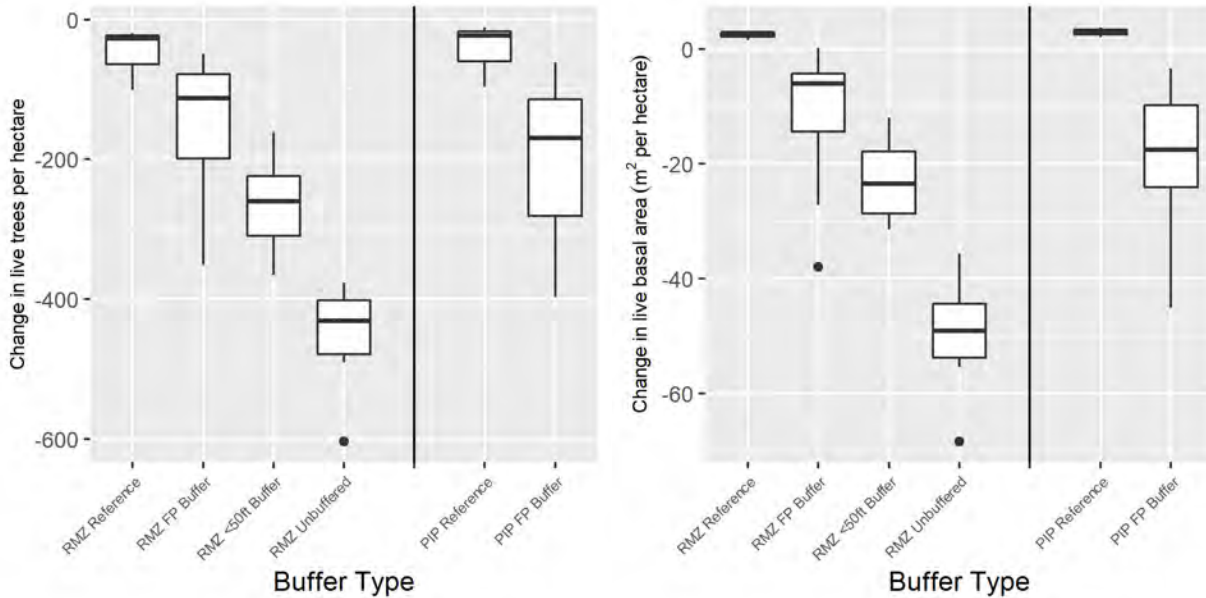 Change in live trees per hectare
0
-200
-400
-600
RMZ Reference
RMZ FP Buffer
RMZ <50ft Buffer
RMZ Unbuffered
PIP Reference
PIP FP Buffer
Buffer Type
Change in live basal area (m² per hectare)
0
-20
-40
-60
RMZ Reference
RMZ FP Buffer
RMZ <50ft Buffer
RMZ Unbuffered
PIP Reference
PIP FP Buffer
Buffer Type